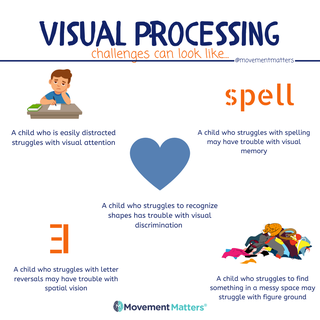 VISUAL PROCESSING
challenges can look like...
@movementmatters
A child who is easily distracted
struggles with visual attention
spell
A child who struggles with spelling
may have trouble with visual
memory
A child who struggles to recognize
shapes has trouble with visual
discrimination
E
A child who struggles with letter
reversals may have trouble with
spatial vision
A child who struggles to find
something in a messy space may
struggle with figure ground
Movement Matters®